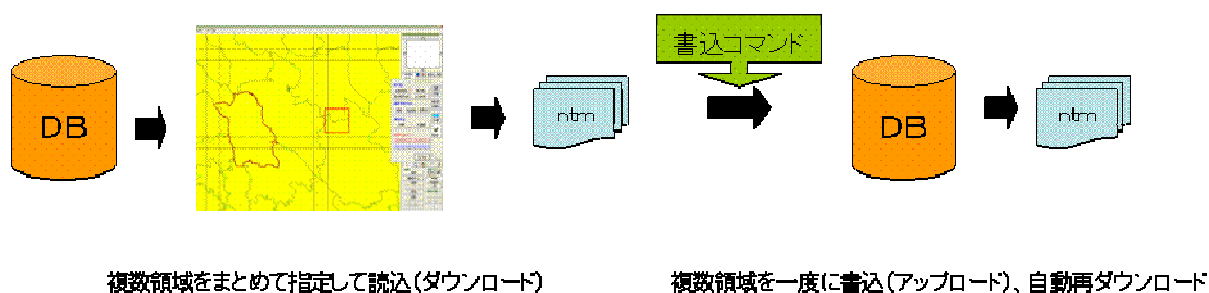 書込コマンド
DB
ntm
DB
ntm
複数領域をまとめて指定して読込(ダウンロード)
複数領域を一度に書込(アップロード)、自動再ダウンロード